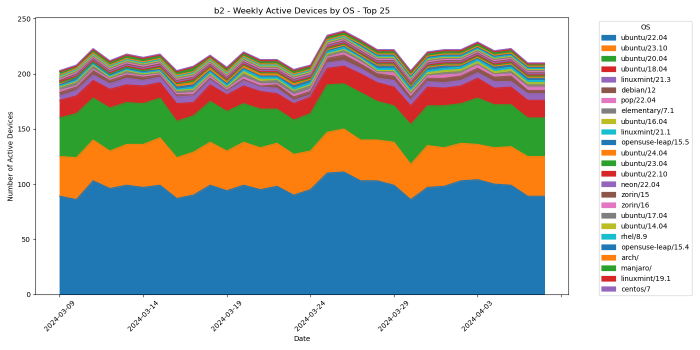 b2 - Weekly Active Devices by OS - Top 25
250
200
150
100
50
0
Number of Active Devices
2024-03-09
2024-03-14
2024-03-19
2024-03-24
2024-03-29
2024-04-03
Date
OS
ubuntu/22.04
ubuntu/23.10
ubuntu/20.04
ubuntu/18.04
linuxmint/21.3
debian/12
pop/22.04
elementary/7.1
ubuntu/16.04
linuxmint/21.1
opensuse-leap/15.5
ubuntu/24.04
ubuntu/23.04
ubuntu/22.10
neon/22.04
zorin/15
zorin/16
ubuntu/17.04
ubuntu/14.04
rhel/8.9
opensuse-leap/15.4
arch/
manjaro/
linuxmint/19.1
centos/7